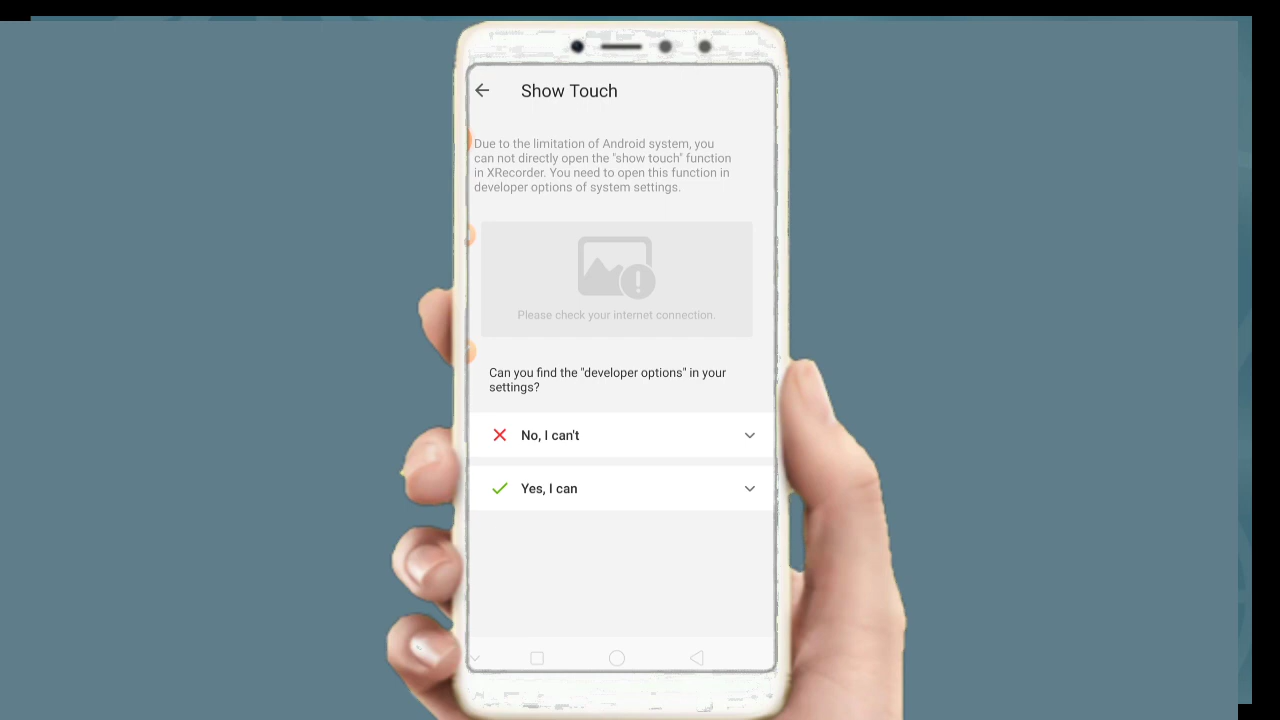 Show Touch
Due to the limitation of Android system, you
can not directly open the "show touch" function
in XRecorder. You need to open this function in
developer options of system settings.
Please check your internet connection.
Can you find the "developer options" in your
settings?
No, I can't
Yes, I can